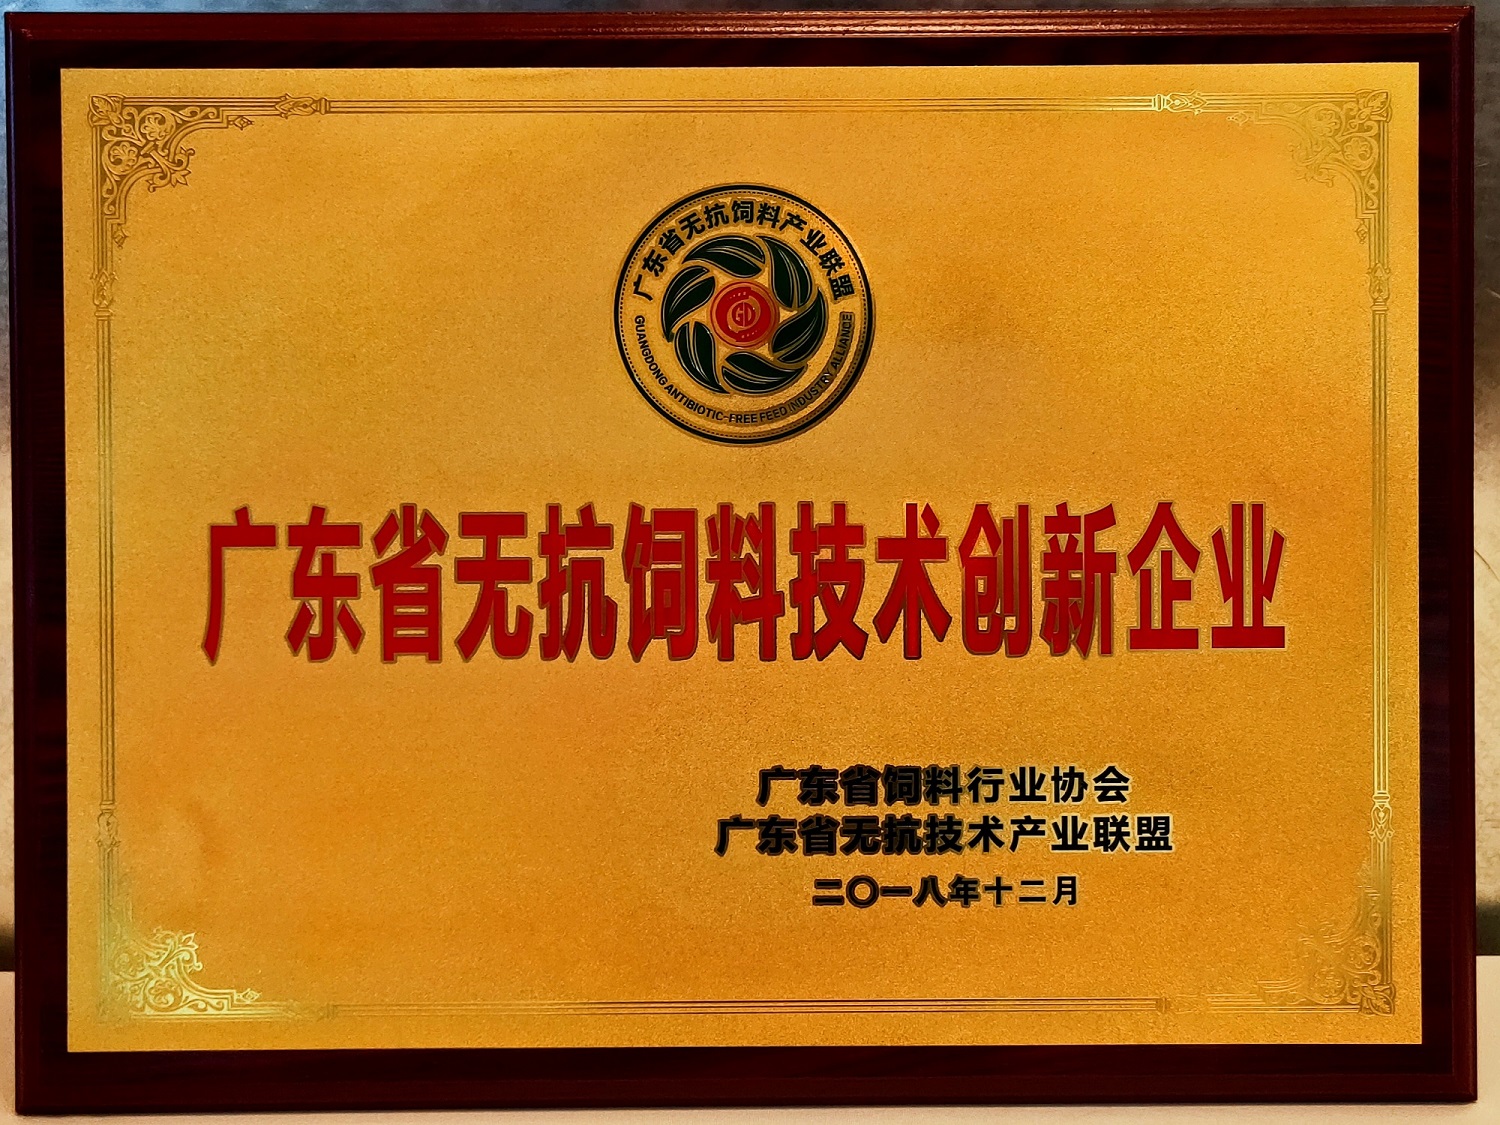 广东省无抗饲料产业联盟
GUANGDONG ANTIBIOTIC-FREE FEED INDUSTRY ALLIANCE
GD
广东省无抗饲料技术创新企业
广东省饲料行业协会
广东省无抗技术产业联盟
二〇一八年十二月